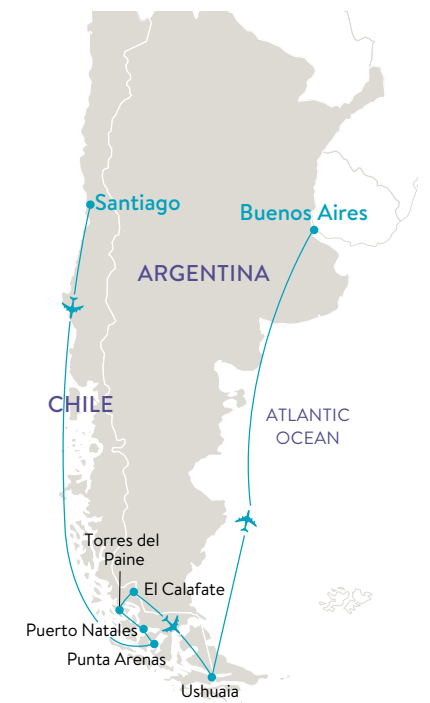 Santiago
Buenos Aires
ARGENTINA
CHILE
ATLANTIC
OCEAN
Torres del
Paine
El Calafate
Puerto Natales
Punta Arenas
Ushuaia